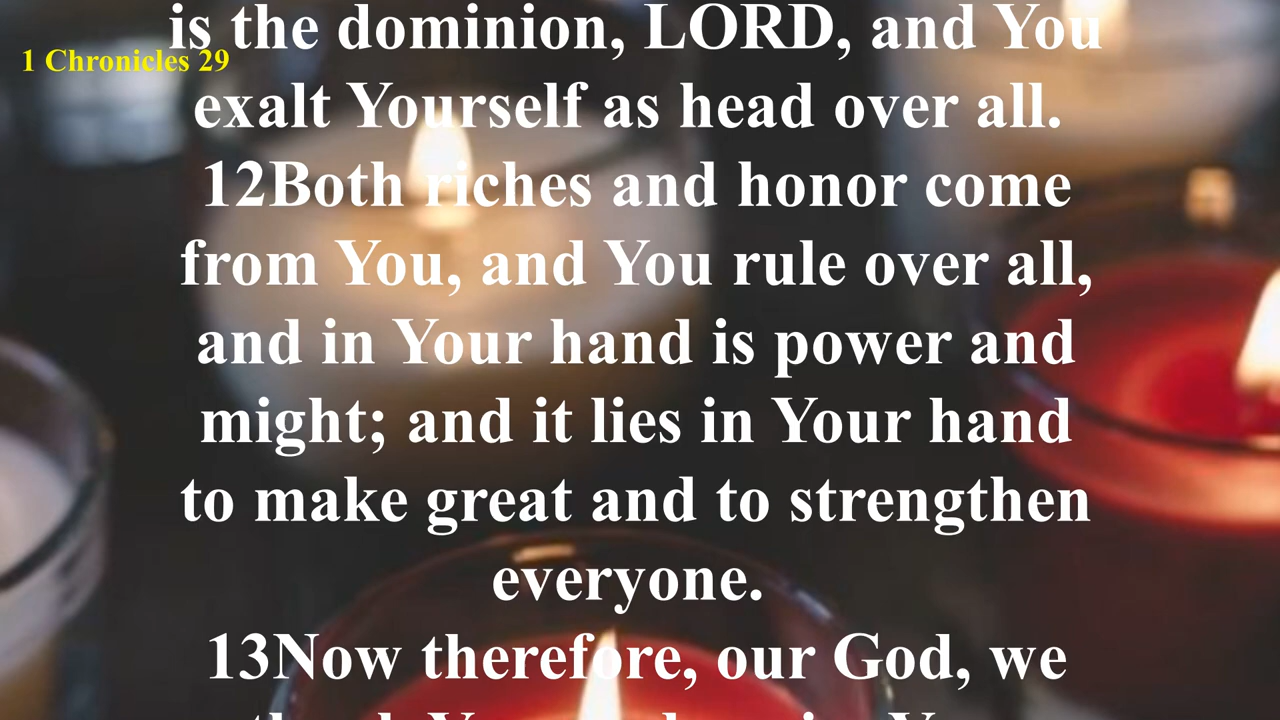 is the dominion, LORD, and You
1 Chronicles 29
exalt Yourself as head over all.
12Both riches and honor come
from You, and You rule over all,
and in Your hand is power and
might; and it lies in Your hand
to make great and to strengthen
everyone.
13Now therefore, our God, we